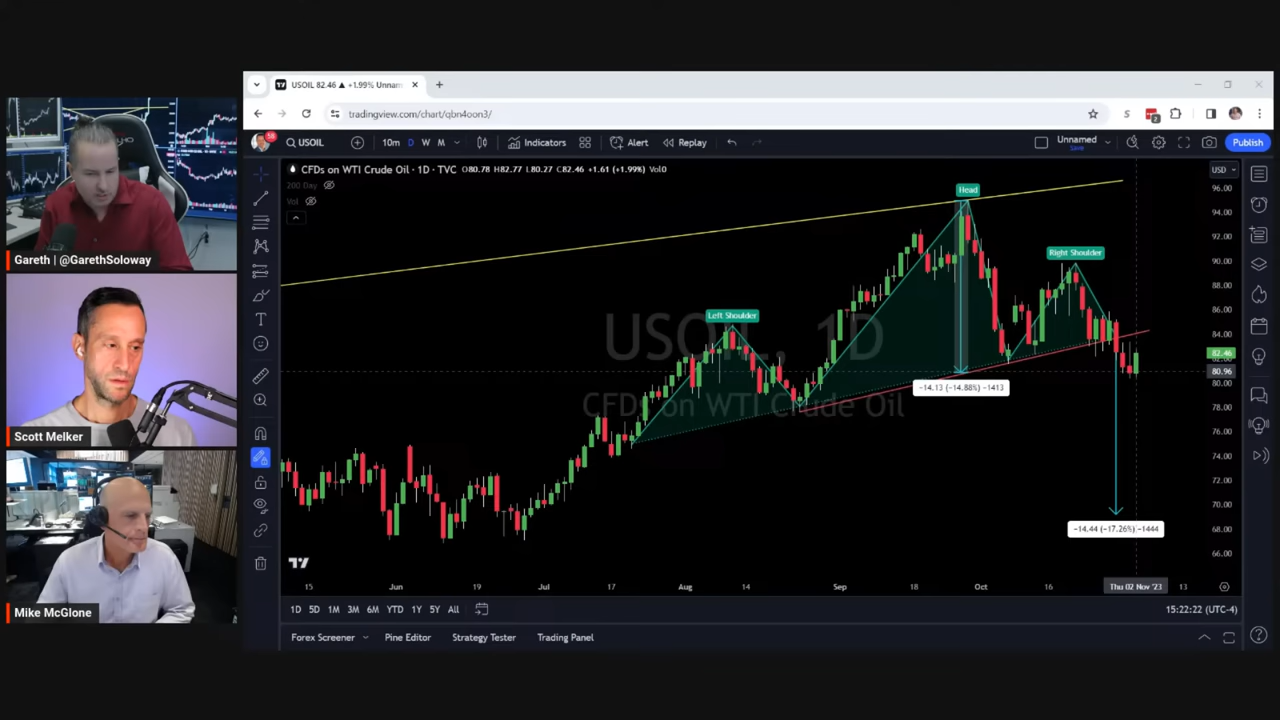 USOIL 82.46 ▲ +1.99% Unnam
tradingview.com/chart/qbn4oon3/
58
USOIL
10m D W M
Indicators
Alert
Replay
Unnamed
Save
Publish
CFDs on WTI Crude Oil · 1D · TVC O80.78 H82.77 L80.27 C82.46 +1.61 (+1.99%) Vol0
200 Day
Vol
USD
96.00
94.00
92.00
90.00
88.00
86.00
84.00
82.46
82.00
80.96
80.00
78.00
76.00
74.00
72.00
70.00
68.00
66.00
Head
Right Shoulder
Left Shoulder
USOIL, 1D
CFDs on WTI Crude Oil
−14.13 (−14.88%) −1413
−14.44 (−17.26%) −1444
Gareth | @GarethSoloway
Scott Melker
Mike McGlone
15 Jun 19 Jul 17 Aug 14 Sep 18 Oct 16 Thu 02 Nov '23 13
1D 5D 1M 3M 6M YTD 1Y 5Y All
15:22:22 (UTC-4)
Forex Screener Pine Editor Strategy Tester Trading Panel